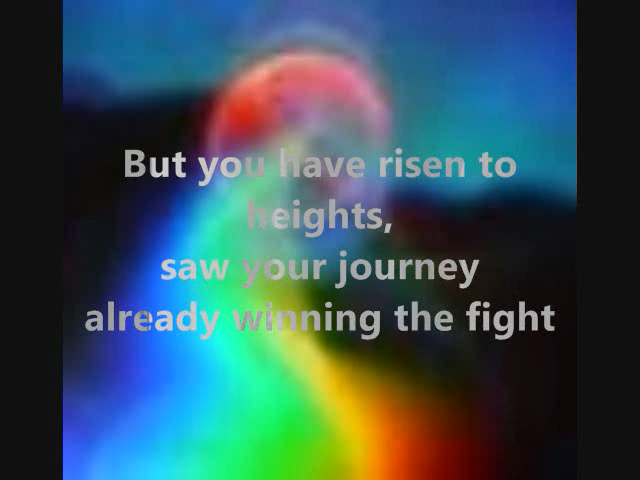 But you have risen to
heights,
saw your journey
already winning the fight